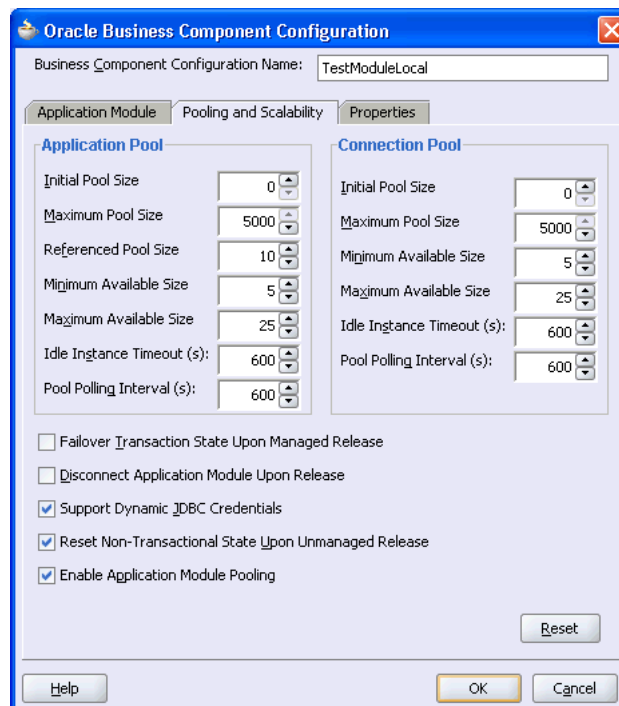 Oracle Business Component Configuration
Business Component Configuration Name: TestModuleLocal
Application Module Pooling and Scalability Properties
Application Pool
Initial Pool Size 0
Maximum Pool Size 5000
Referenced Pool Size 10
Minimum Available Size 5
Maximum Available Size 25
Idle Instance Timeout (s): 600
Pool Polling Interval (s): 600
Connection Pool
Initial Pool Size 0
Maximum Pool Size 5000
Minimum Available Size 5
Maximum Available Size 25
Idle Instance Timeout (s): 600
Pool Polling Interval (s): 600
Failover Transaction State Upon Managed Release
Disconnect Application Module Upon Release
Support Dynamic JDBC Credentials
Reset Non-Transactional State Upon Unmanaged Release
Enable Application Module Pooling
Reset
Help OK Cancel